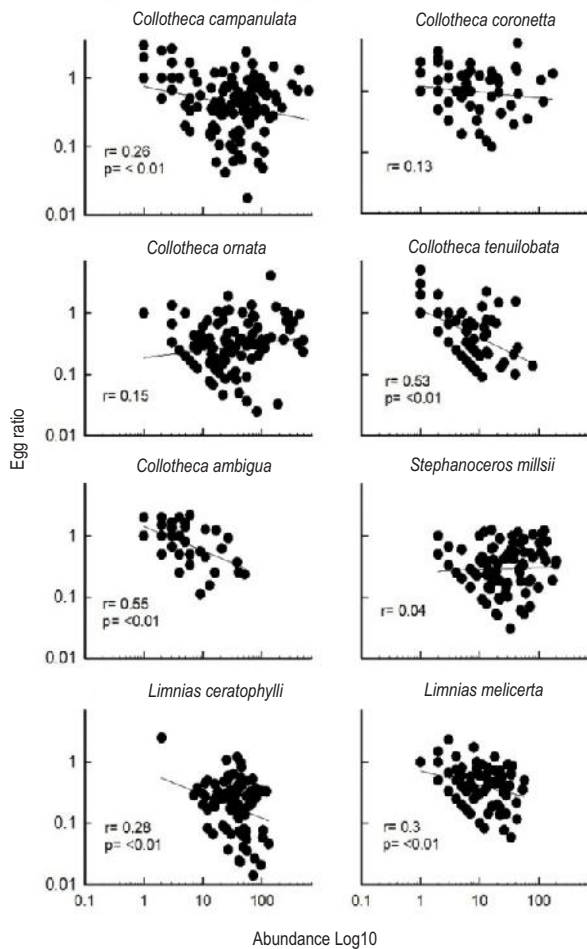 Collotheca campanulata
Collotheca coronetta
1
0.1
0.01
r= 0.26
p= < 0.01
r= 0.13
Collotheca ornata
Collotheca tenuilobata
1
0.1
0.01
r= 0.15
r= 0.53
p= <0.01
Egg ratio
Collotheca ambigua
Stephanoceros millsii
1
0.1
0.01
r= 0.55
p= <0.01
r= 0.04
Limnias ceratophylli
Limnias melicerta
1
0.1
0.01
r= 0.28
p= <0.01
r= 0.3
p= <0.01
0.1 1 10 100 0.1 1 10 100
Abundance Log10